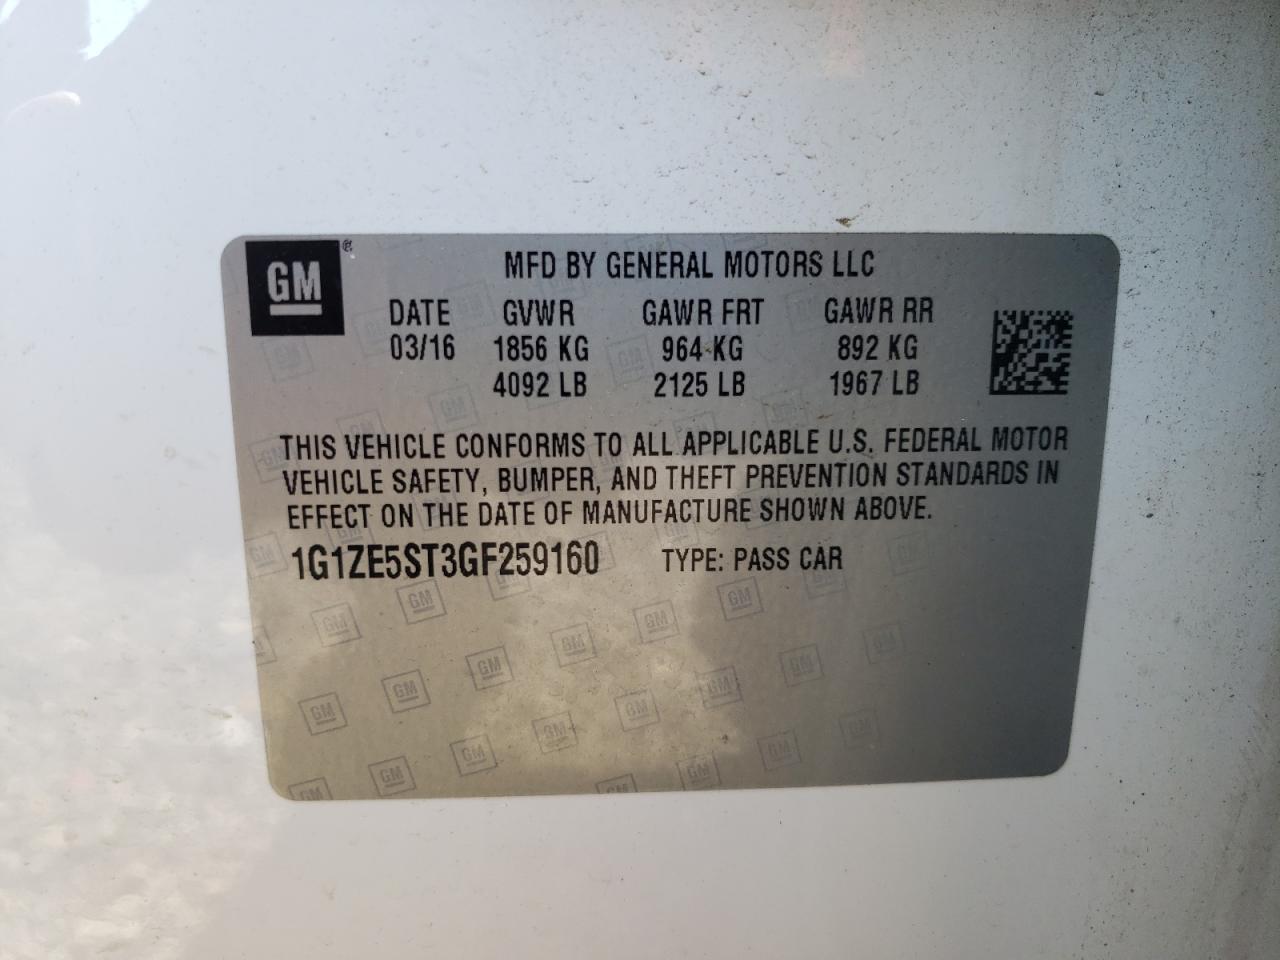 GM
MFD BY GENERAL MOTORS LLC
DATE GVWR GAWR FRT GAWR RR
03/16 1856 KG 964 KG 892 KG
4092 LB 2125 LB 1967 LB
THIS VEHICLE CONFORMS TO ALL APPLICABLE U.S. FEDERAL MOTOR
VEHICLE SAFETY, BUMPER, AND THEFT PREVENTION STANDARDS IN
EFFECT ON THE DATE OF MANUFACTURE SHOWN ABOVE.
1G1ZE5ST3GF259160 TYPE: PASS CAR